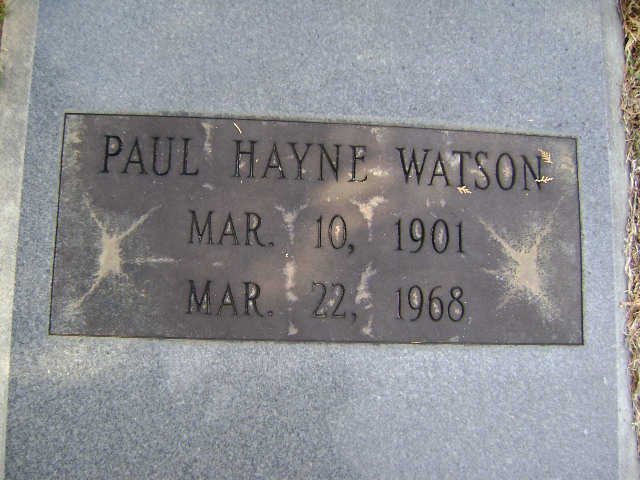 PAUL HAYNE WATSON
MAR. 10, 1901
MAR. 22, 1968